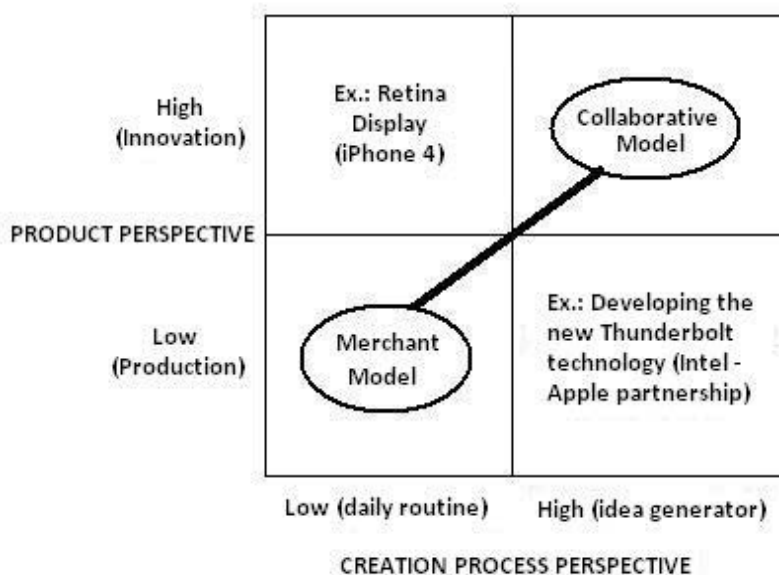 High
(Innovation)
Ex.: Retina
Display
(iPhone 4)
Collaborative
Model
PRODUCT PERSPECTIVE
Low
(Production)
Merchant
Model
Ex.: Developing the
new Thunderbolt
technology (Intel -
Apple partnership)
Low (daily routine)
High (idea generator)
CREATION PROCESS PERSPECTIVE